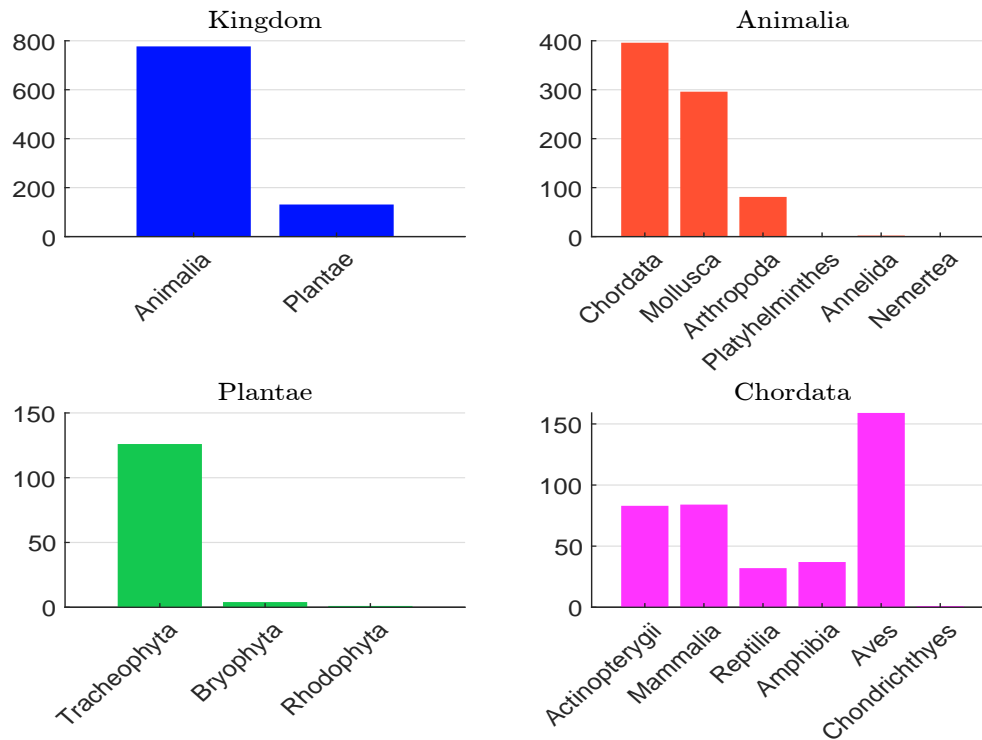 Kingdom
800
600
400
200
0
Animalia
Plantae
Animalia
400
300
200
100
0
Chordata
Mollusca
Arthropoda
Platyhelminthes
Annelida
Nemertea
Plantae
150
100
50
0
Tracheophyta
Bryophyta
Rhodophyta
Chordata
150
100
50
0
Actinopterygii
Mammalia
Reptilia
Amphibia
Aves
Chondrichthyes